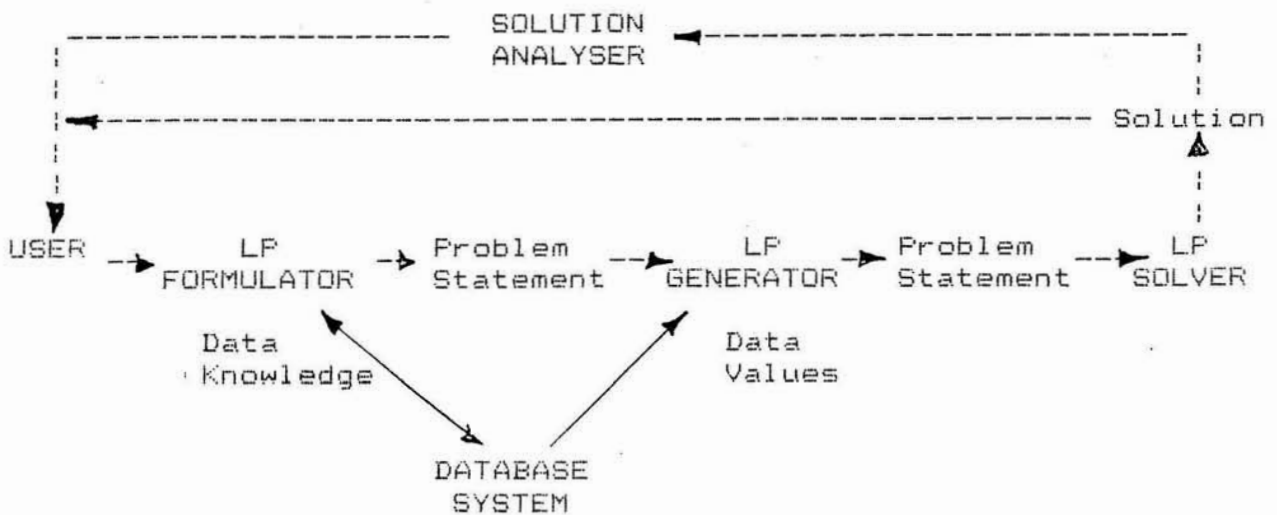 SOLUTION
ANALYSER
Solution
USER
LP
FORMULATOR
Problem
Statement
LP
GENERATOR
Problem
Statement
LP
SOLVER
Data
Knowledge
Data
Values
DATABASE
SYSTEM